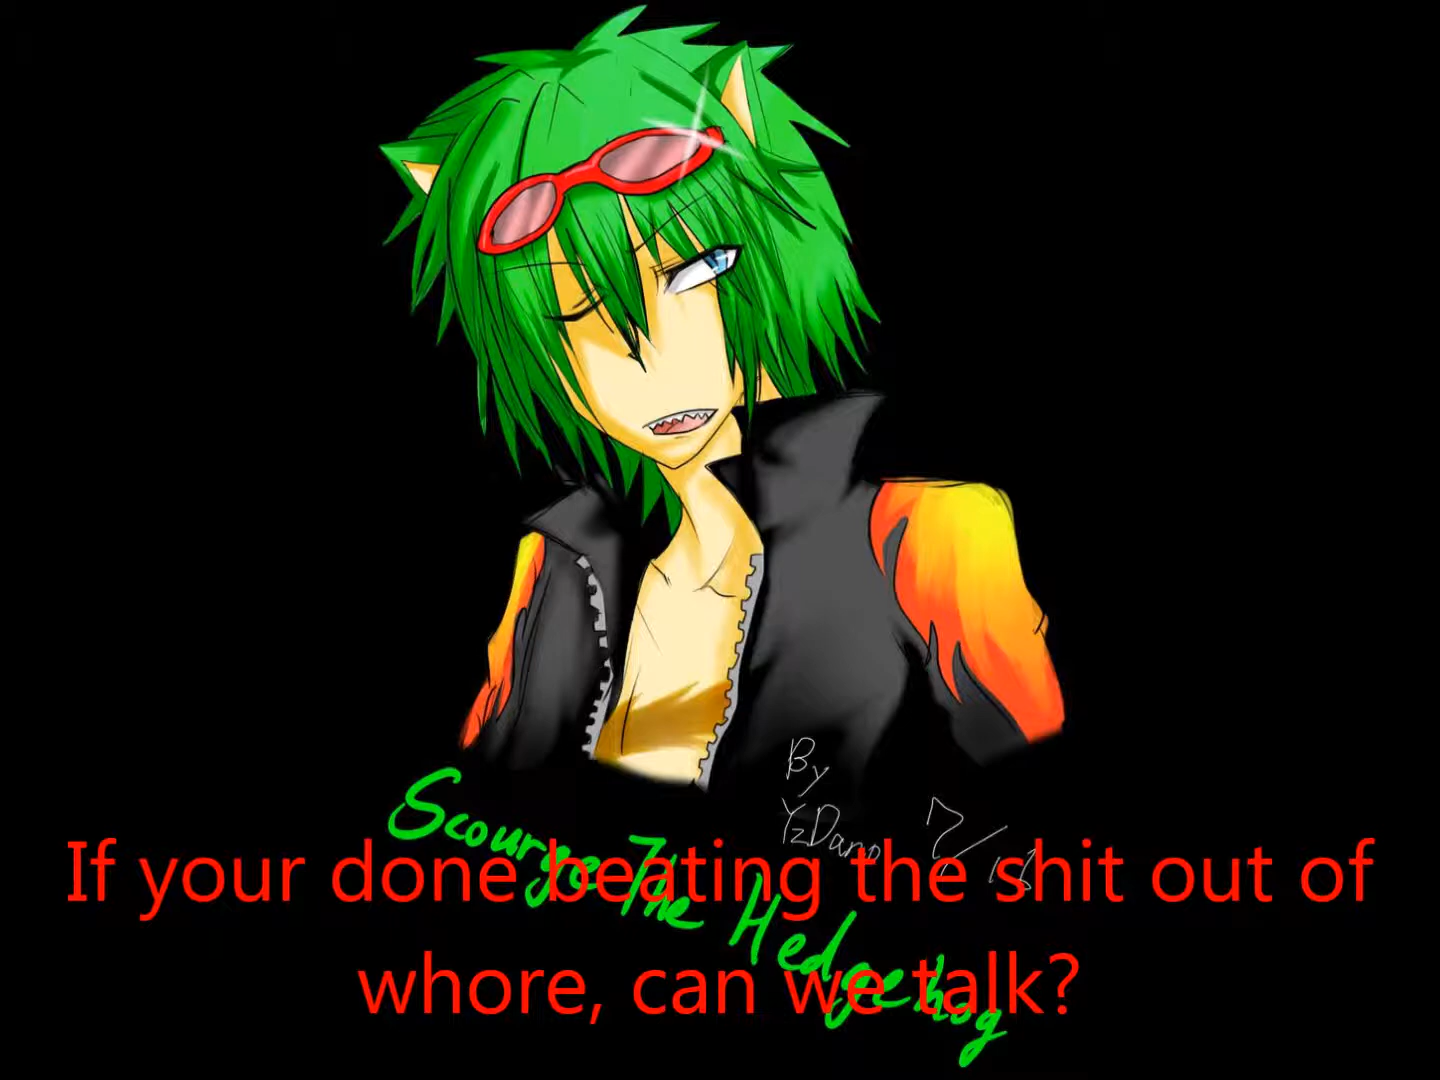 By
YzDano
Scourge The Hedgehog
If your done beating the shit out of
whore, can we talk?